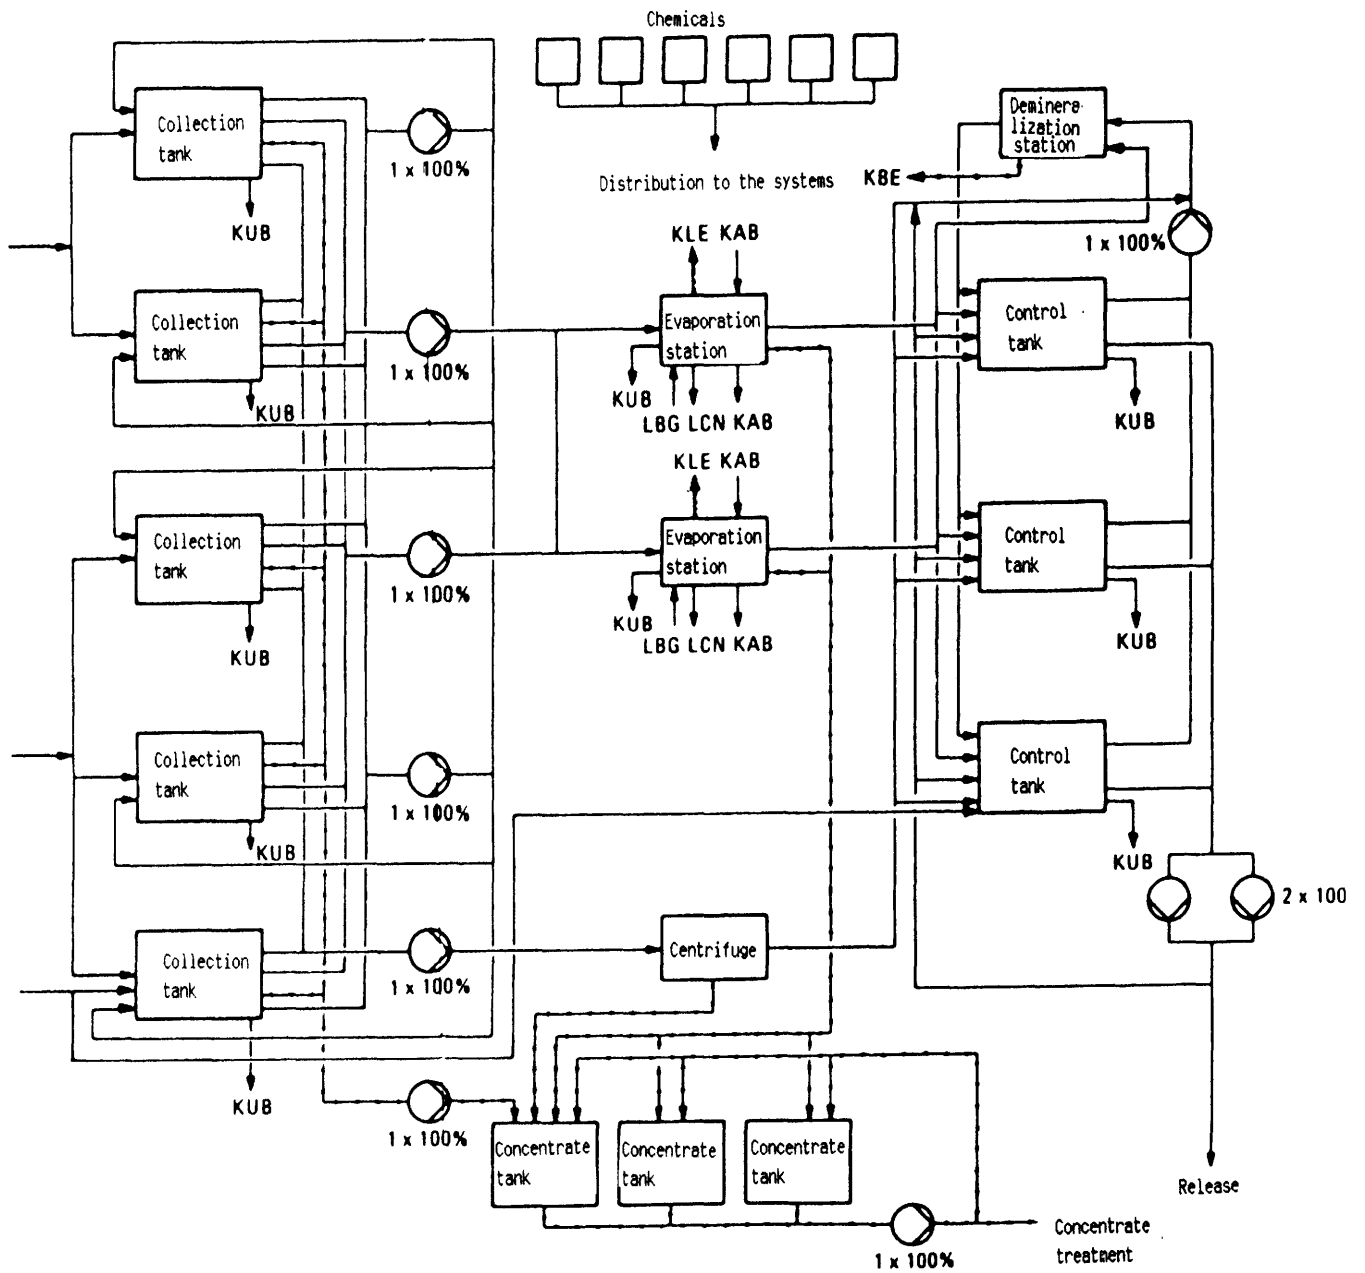 Chemicals
Collection
tank
1 x 100%
Deminera
lization
station
Distribution to the systems
KBE
KUB
KLE KAB
1 x 100%
Collection
tank
Evaporation
station
Control
tank
1 x 100%
KUB
KUB
LBG LCN KAB
KUB
KLE KAB
Collection
tank
Evaporation
station
Control
tank
1 x 100%
KUB
LBG LCN KAB
KUB
KUB
Collection
tank
Control
tank
1 x 100%
KUB
KUB
2 x 100
Collection
tank
Centrifuge
1 x 100%
KUB
1 x 100%
Concentrate
tank
Concentrate
tank
Concentrate
tank
Release
Concentrate
treatment
1 x 100%